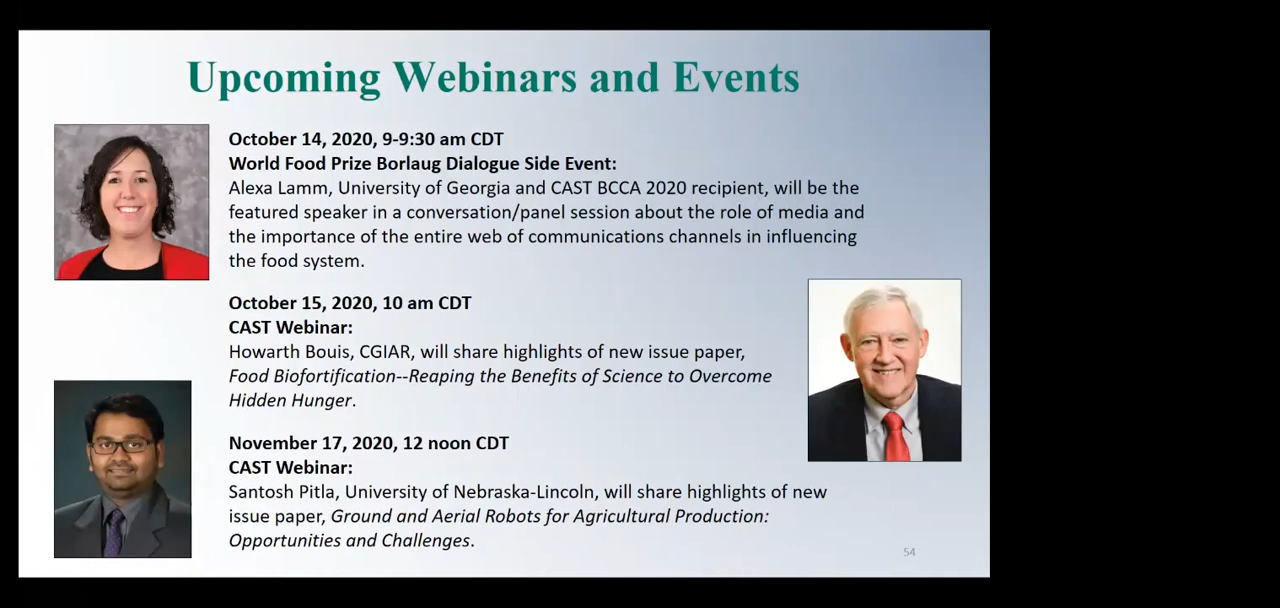 Upcoming Webinars and Events
October 14, 2020, 9-9:30 am CDT
World Food Prize Borlaug Dialogue Side Event:
Alexa Lamm, University of Georgia and CAST BCCA 2020 recipient, will be the
featured speaker in a conversation/panel session about the role of media and
the importance of the entire web of communications channels in influencing
the food system.
October 15, 2020, 10 am CDT
CAST Webinar:
Howarth Bouis, CGIAR, will share highlights of new issue paper,
Food Biofortification--Reaping the Benefits of Science to Overcome
Hidden Hunger.
November 17, 2020, 12 noon CDT
CAST Webinar:
Santosh Pitla, University of Nebraska-Lincoln, will share highlights of new
issue paper, Ground and Aerial Robots for Agricultural Production:
Opportunities and Challenges.
54